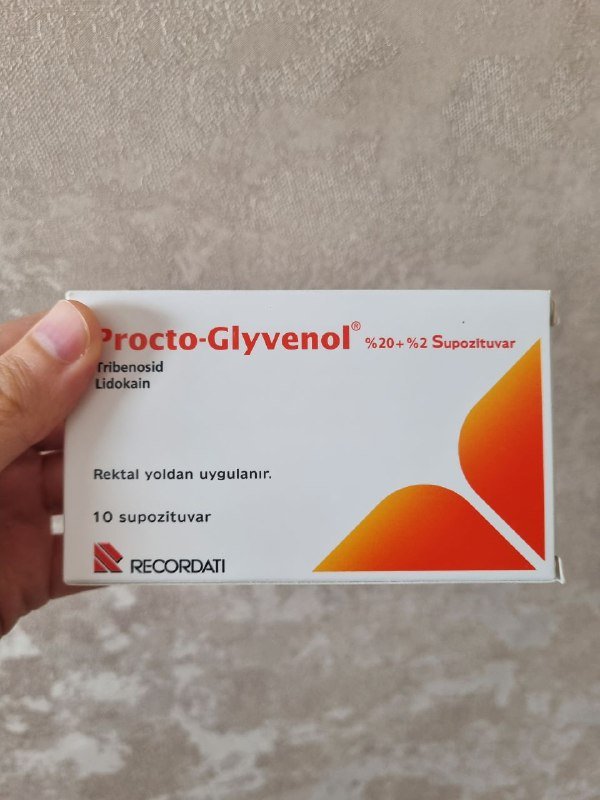 Procto-Glyvenol® %20+%2 Supozituvar
Tribenosid
Lidokain
Rektal yoldan uygulanır.
10 supozituvar
RECORDATI